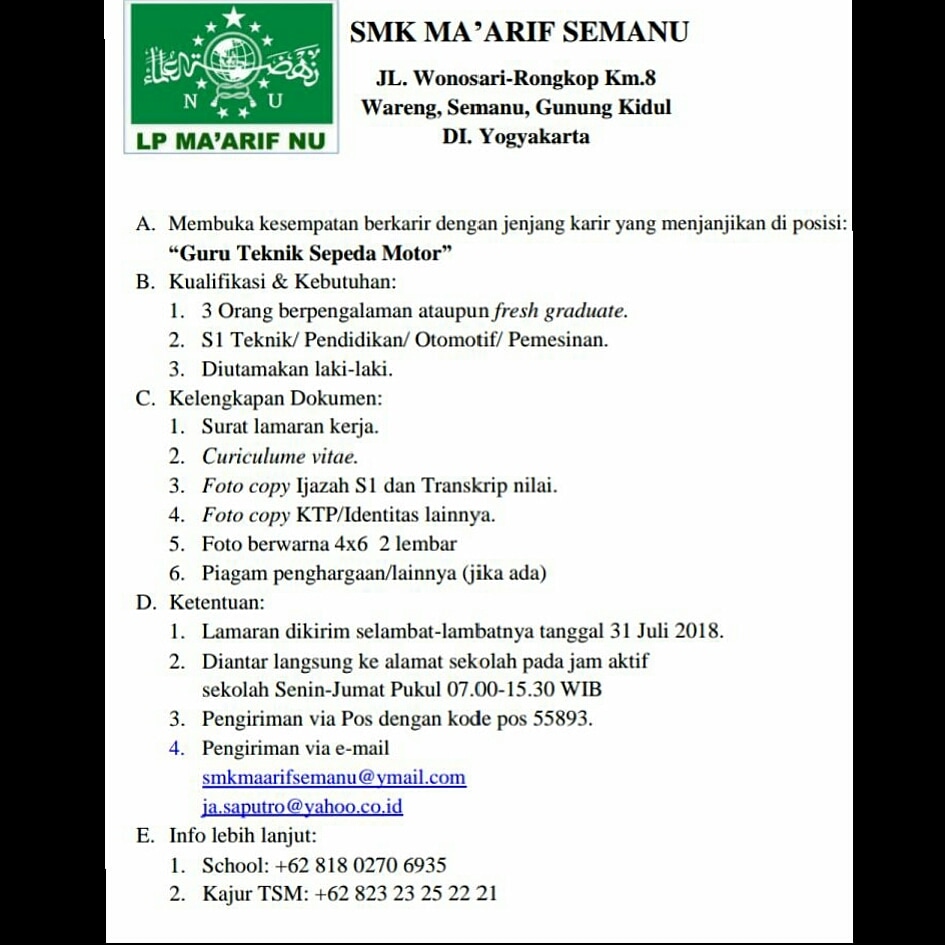 نهضة العلماء
N U
LP MA'ARIF NU
SMK MA’ARIF SEMANU
JL. Wonosari-Rongkop Km.8
Wareng, Semanu, Gunung Kidul
DI. Yogyakarta
A. Membuka kesempatan berkarir dengan jenjang karir yang menjanjikan di posisi:
“Guru Teknik Sepeda Motor”
B. Kualifikasi & Kebutuhan:
1. 3 Orang berpengalaman ataupun fresh graduate.
2. S1 Teknik/ Pendidikan/ Otomotif/ Pemesinan.
3. Diutamakan laki-laki.
C. Kelengkapan Dokumen:
1. Surat lamaran kerja.
2. Curiculume vitae.
3. Foto copy Ijazah S1 dan Transkrip nilai.
4. Foto copy KTP/Identitas lainnya.
5. Foto berwarna 4x6 2 lembar
6. Piagam penghargaan/lainnya (jika ada)
D. Ketentuan:
1. Lamaran dikirim selambat-lambatnya tanggal 31 Juli 2018.
2. Diantar langsung ke alamat sekolah pada jam aktif
sekolah Senin-Jumat Pukul 07.00-15.30 WIB
3. Pengiriman via Pos dengan kode pos 55893.
4. Pengiriman via e-mail
smkmaarifsemanu@ymail.com
ja.saputro@yahoo.co.id
E. Info lebih lanjut:
1. School: +62 818 0270 6935
2. Kajur TSM: +62 823 23 25 22 21